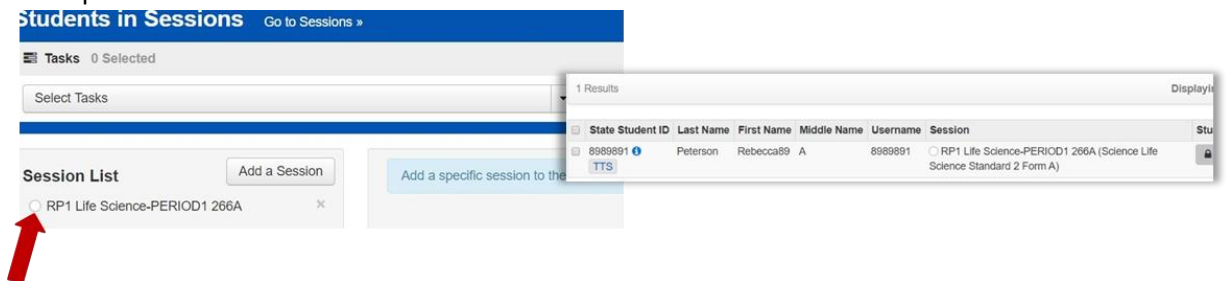 Students in Sessions Go to Sessions »
Tasks 0 Selected
Select Tasks
Session List Add a Session
RP1 Life Science-PERIOD1 266A ×
Add a specific session to the
1 Results
State Student ID Last Name First Name Middle Name Username Session
8989891 Peterson Rebecca89 A 8989891 RP1 Life Science-PERIOD1 266A (Science Life
TTS Science Standard 2 Form A)